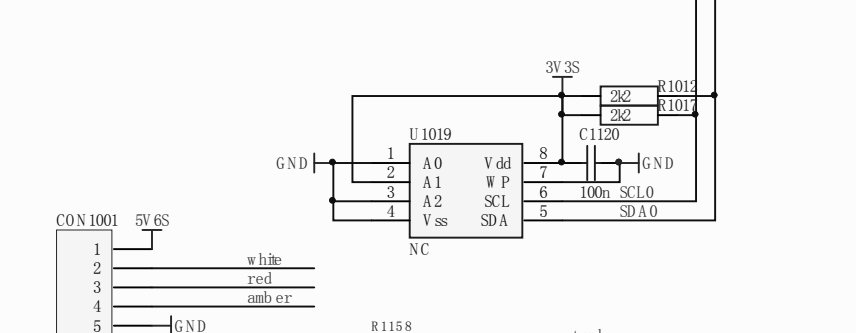 3V3S
2k2 R1012
2k2 R1017
U1019 C1120
GND 1 A0 Vdd 8 GND
2 A1 WP 7
3 A2 SCL 6 100n SCL0
4 Vss SDA 5 SDA0
NC
CON1001 5V6S
1
2 white
3 red
4 amber
5 GND
R1158